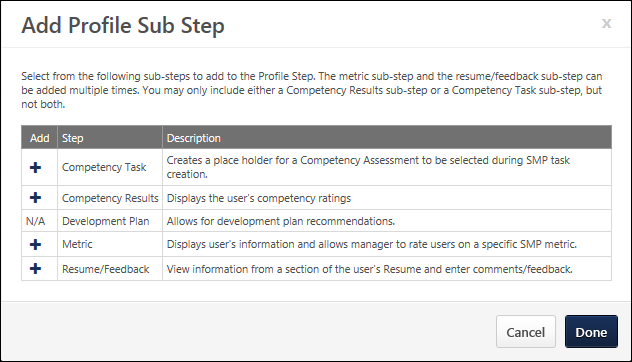 Add Profile Sub Step
x
Select from the following sub-steps to add to the Profile Step. The metric sub-step and the resume/feedback sub-step can
be added multiple times. You may only include either a Competency Results sub-step or a Competency Task sub-step, but
not both.
Add Step Description
+ Competency Task Creates a place holder for a Competency Assessment to be selected during SMP task
creation.
+ Competency Results Displays the user's competency ratings
N/A Development Plan Allows for development plan recommendations.
+ Metric Displays user's information and allows manager to rate users on a specific SMP metric.
+ Resume/Feedback View information from a section of the user's Resume and enter comments/feedback.
Cancel Done